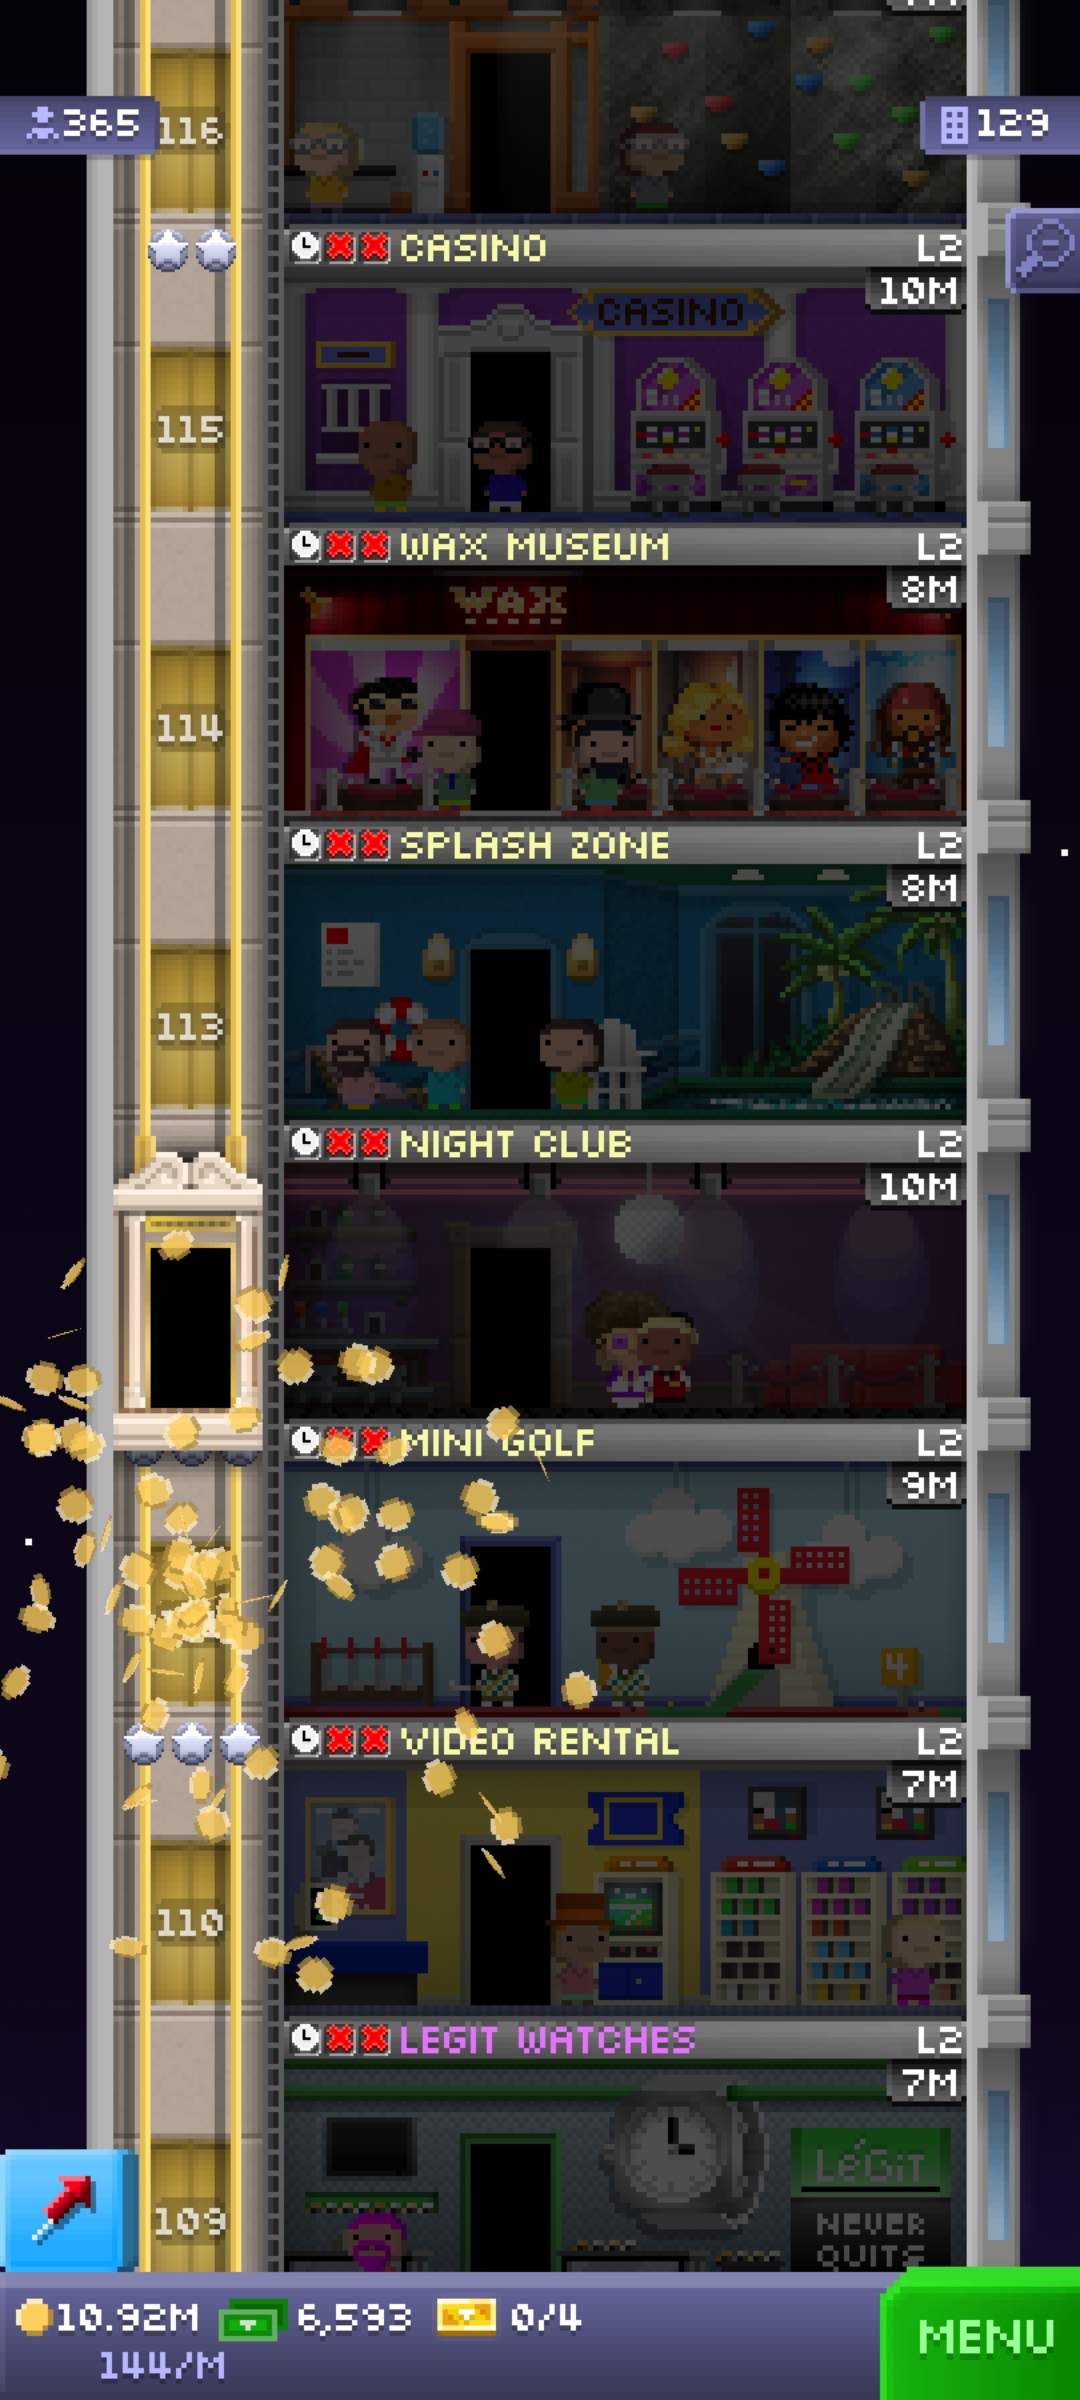 365
116
129
CASINO L2
10M
CASINO
115
WAX MUSEUM L2
8M
WAX
114
SPLASH ZONE L2
8M
113
NIGHT CLUB L2
10M
MINI GOLF L2
9M
4
VIDEO RENTAL L2
7M
110
LEGIT WATCHES L2
7M
LéGiT
NEVER
QUITS
109
10.92M 6,593 0/4
144/M
MENU